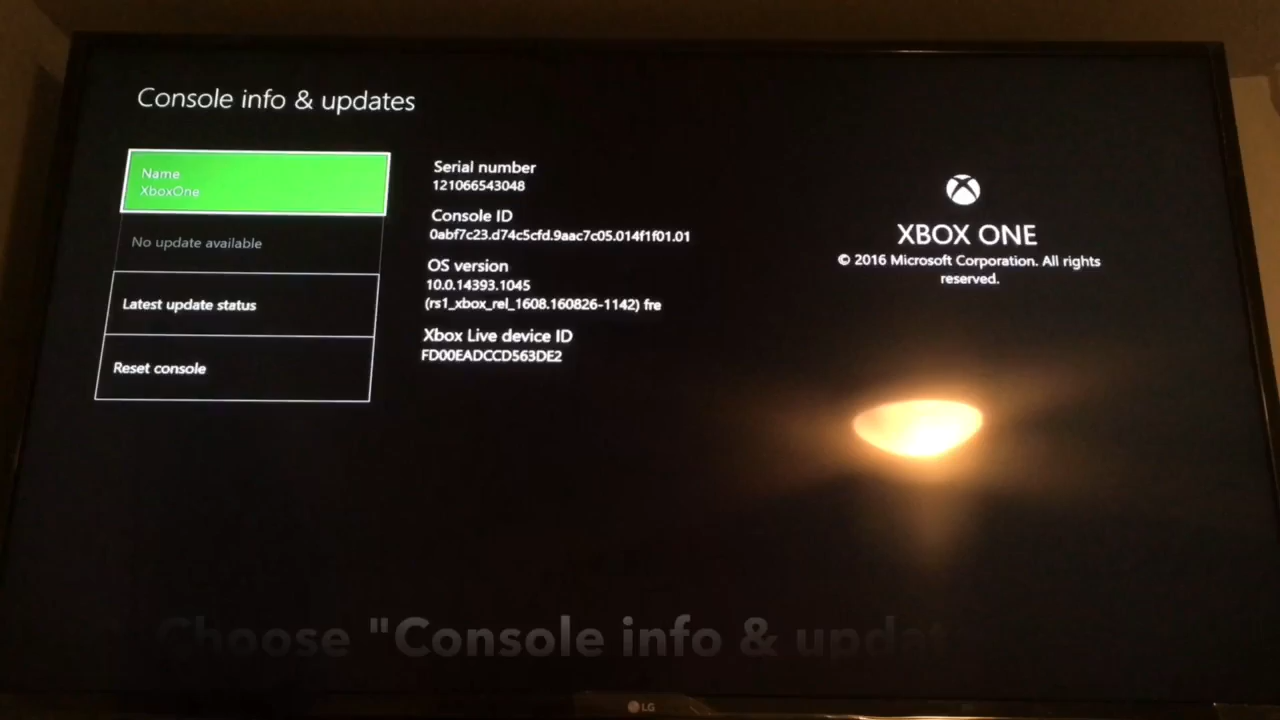 Console info & updates
Name
XboxOne
No update available
Latest update status
Reset console
Serial number
121066543048
Console ID
0abf7c23.d74c5cfd.9aac7c05.014f1f01.01
OS version
10.0.14393.1045
(rs1_xbox_rel_1608.160826-1142) fre
Xbox Live device ID
FD00EADCCD563DE2
XBOX ONE
© 2016 Microsoft Corporation. All rights
reserved.
Choose "Console info & updat
LG